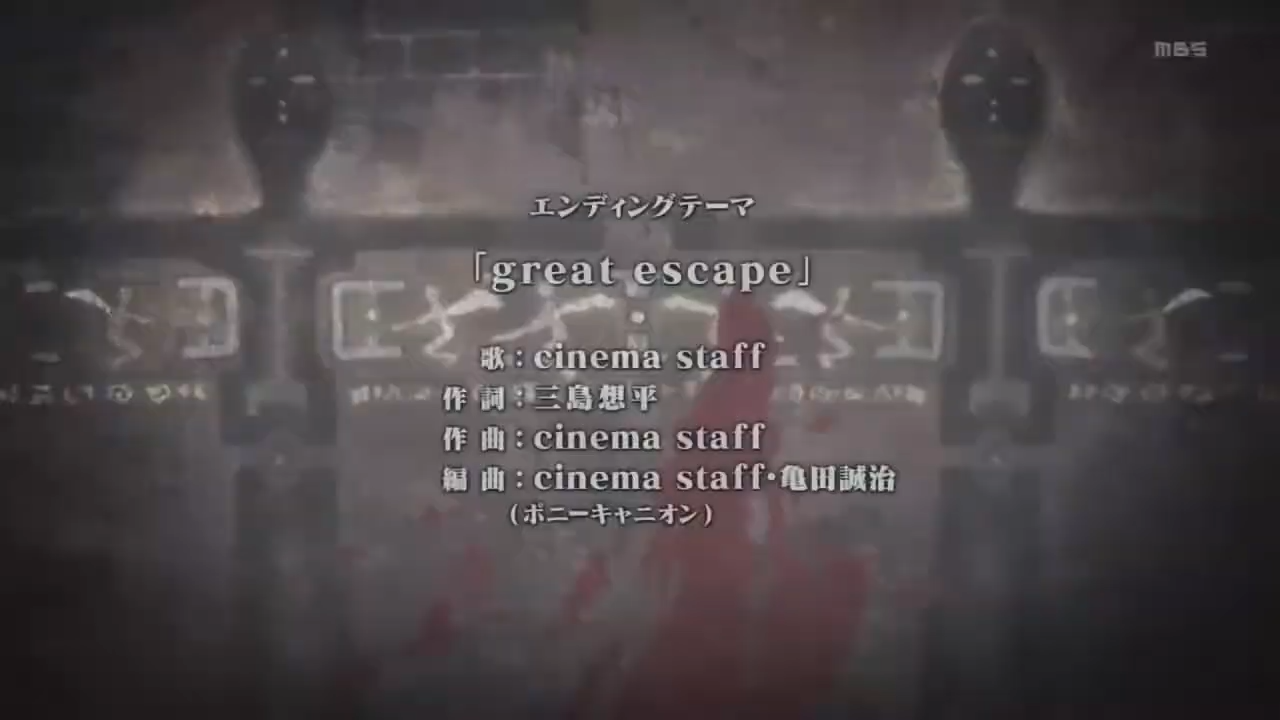 MBS
エンディングテーマ
「great escape」
歌：cinema staff
作詞：三島想平
作曲：cinema staff
編曲：cinema staff・亀田誠治
(ポニーキャニオン)